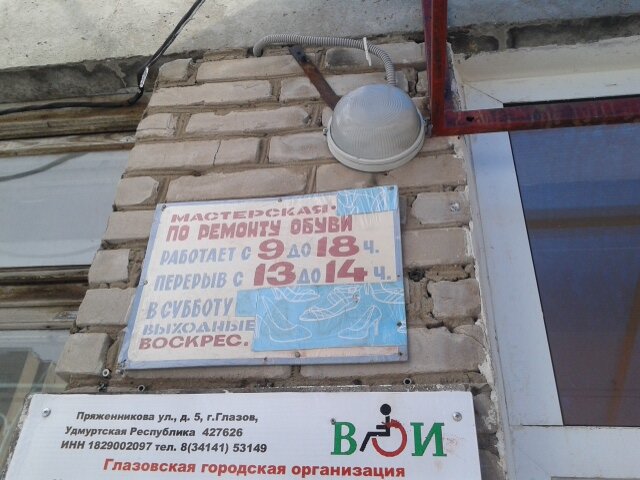 МАСТЕРСКАЯ
ПО РЕМОНТУ ОБУВИ
РАБОТАЕТ С 9 ДО 18 Ч.
ПЕРЕРЫВ С 13 ДО 14 Ч.
В СУББОТУ
ВЫХОДНЫЕ
ВОСКРЕС.
Пряженникова ул., д. 5, г.Глазов,
Удмуртская Республика 427626
ИНН 1829002097 тел. 8(34141) 53149
ВОИ
Глазовская городская организация